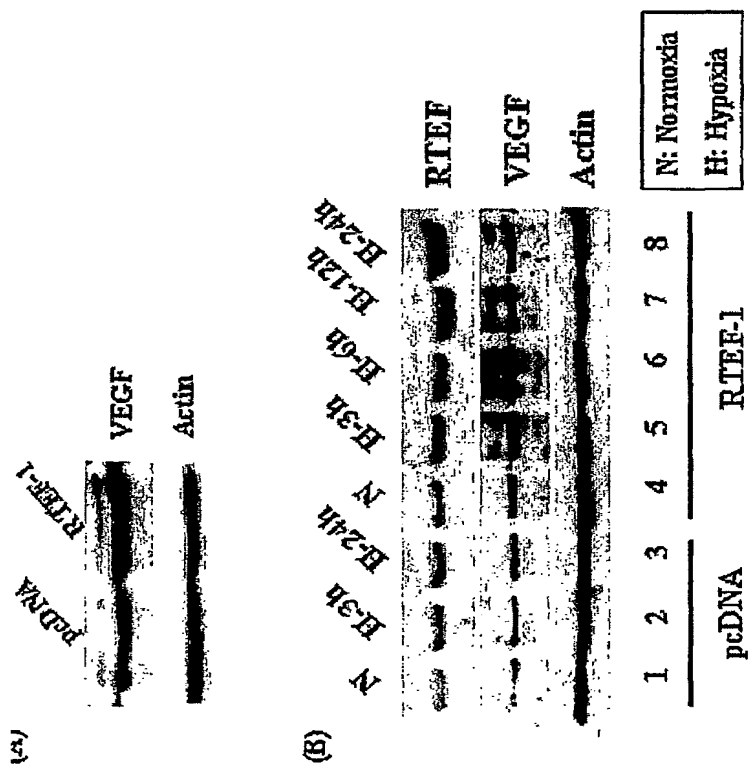 (A)
pcDNA RTEF-1
VEGF
Actin
(B)
N H-3h H-24h N H-3h H-6h H-12h H-24h
RTEF
VEGF
Actin
1 2 3 4 5 6 7 8
pcDNA RTEF-1
N: Normoxia
H: Hypoxia